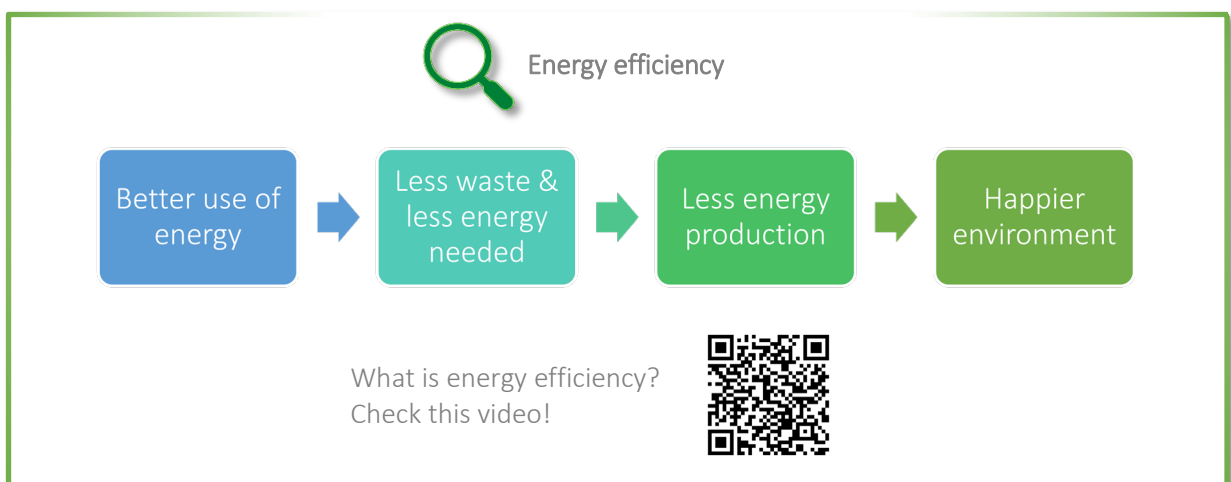 Energy efficiency
Better use of
energy
Less waste &
less energy
needed
Less energy
production
Happier
environment
What is energy efficiency?
Check this video!